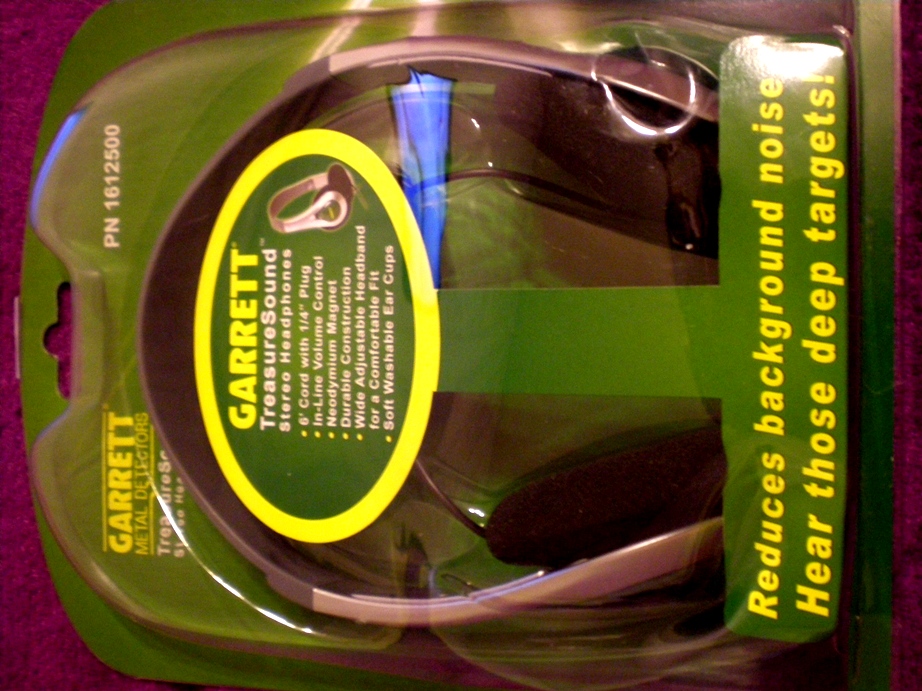 PN 1612500
GARRETT
METAL DETECTORS
GARRETT®
TreasureSound™
Stereo Headphones
• 6' Cord with 1/4" Plug
• In-Line Volume Control
• Neodymium Magnet
• Durable Construction
• Wide Adjustable Headband
for a Comfortable Fit
• Soft Washable Ear Cups
Reduces background noise
Hear those deep targets!